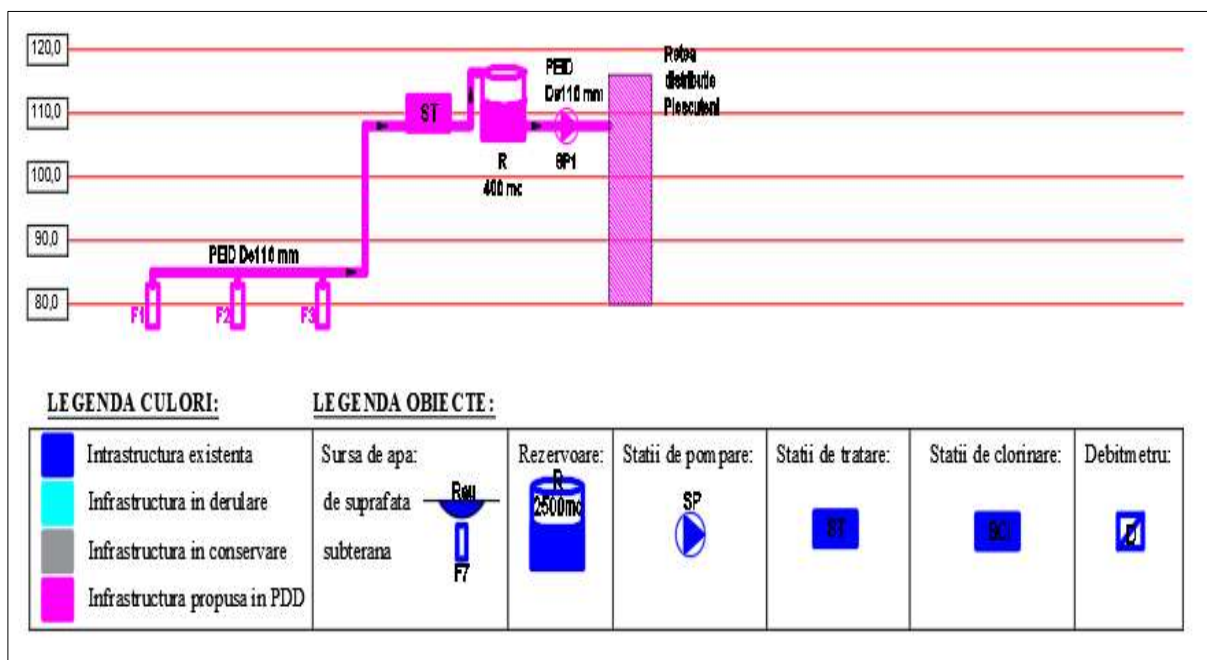 120,0
110,0
100,0
90,0
80,0
PEID
De110 mm
Retea
distributie
Plescuteni
ST
R
400 mc
SP1
PEID De110 mm
F1
F2
F3
LEGENDA CULORI:
LEGENDA OBIECTE:
Intrastructura existenta
Infrastructura in derulare
Infrastructura in conservare
Infrastructura propusa in PDD
Sursa de apa:
de suprafata
subterana
Rau
F7
Rezervoare:
R
2500mc
Statii de pompare:
SP
Statii de tratare:
ST
Statii de clorinare:
SCl
Debitmetru:
D